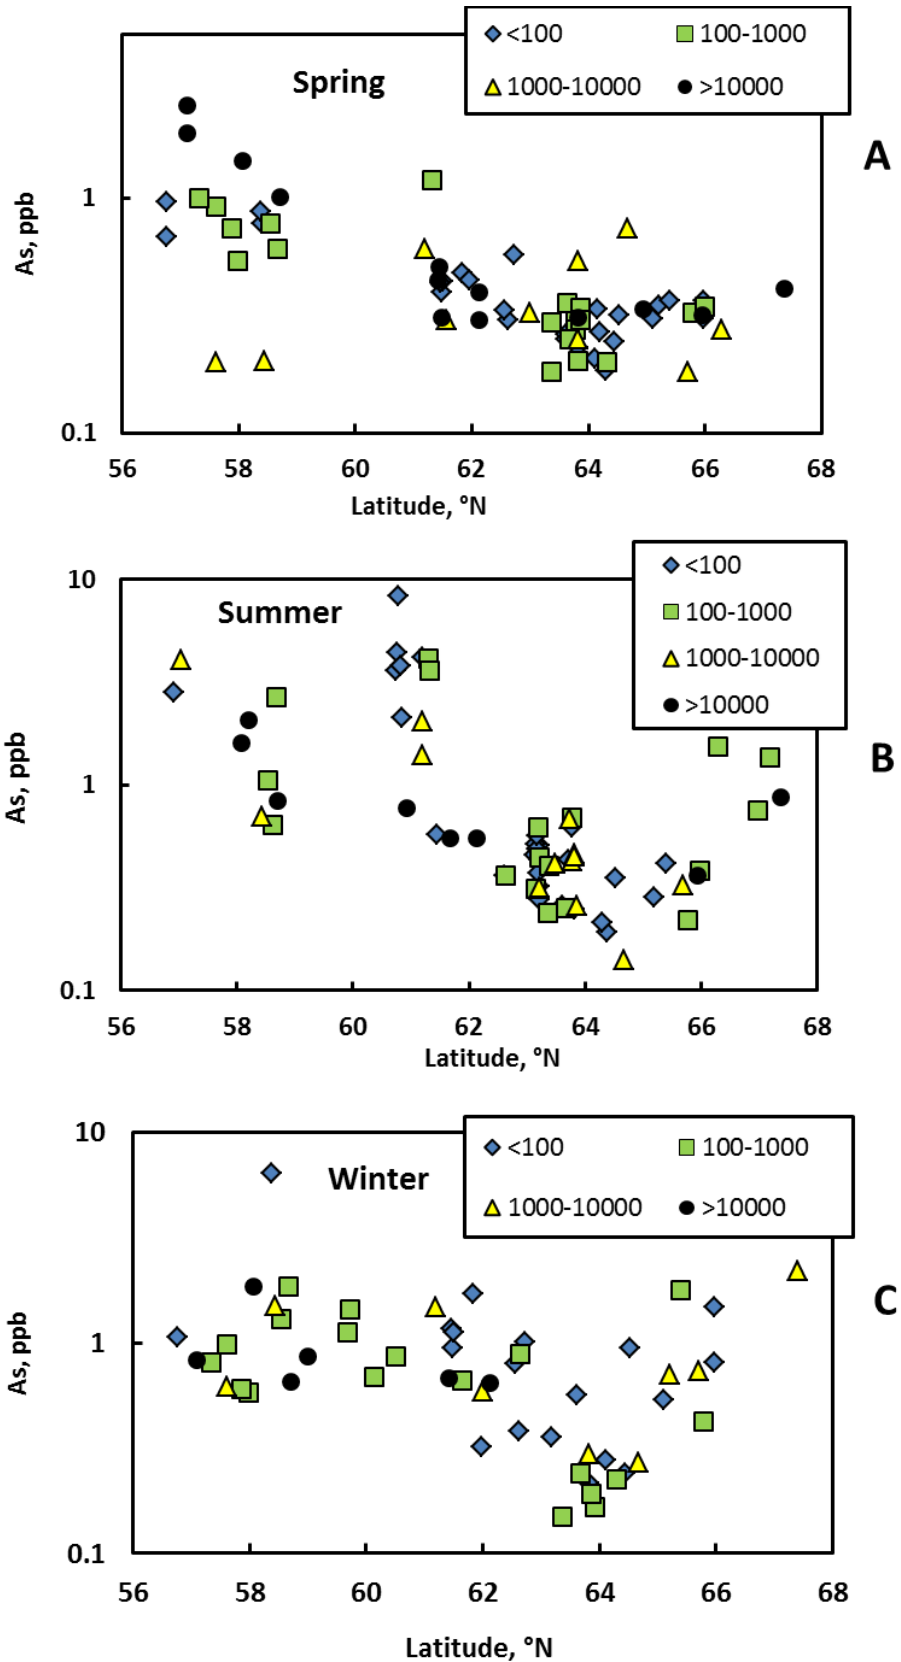 <100 100-1000
1000-10000 >10000
Spring
A
1
As, ppb
0.1
56 58 60 62 64 66 68
Latitude, °N
<100
100-1000
1000-10000
>10000
10
Summer
B
1
As, ppb
0.1
56 58 60 62 64 66 68
Latitude, °N
<100 100-1000
1000-10000 >10000
10
Winter
C
1
As, ppb
0.1
56 58 60 62 64 66 68
Latitude, °N